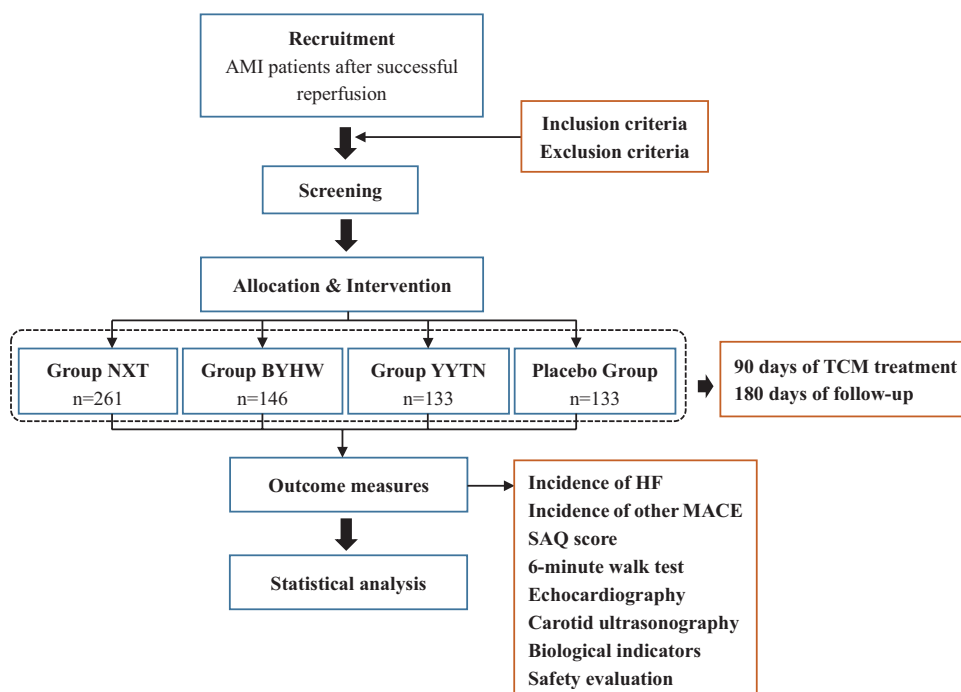 Recruitment
AMI patients after successful
reperfusion
Inclusion criteria
Exclusion criteria
Screening
Allocation & Intervention
Group NXT
n=261
Group BYHW
n=146
Group YYTN
n=133
Placebo Group
n=133
90 days of TCM treatment
180 days of follow-up
Outcome measures
Incidence of HF
Incidence of other MACE
SAQ score
6-minute walk test
Echocardiography
Carotid ultrasonography
Biological indicators
Safety evaluation
Statistical analysis